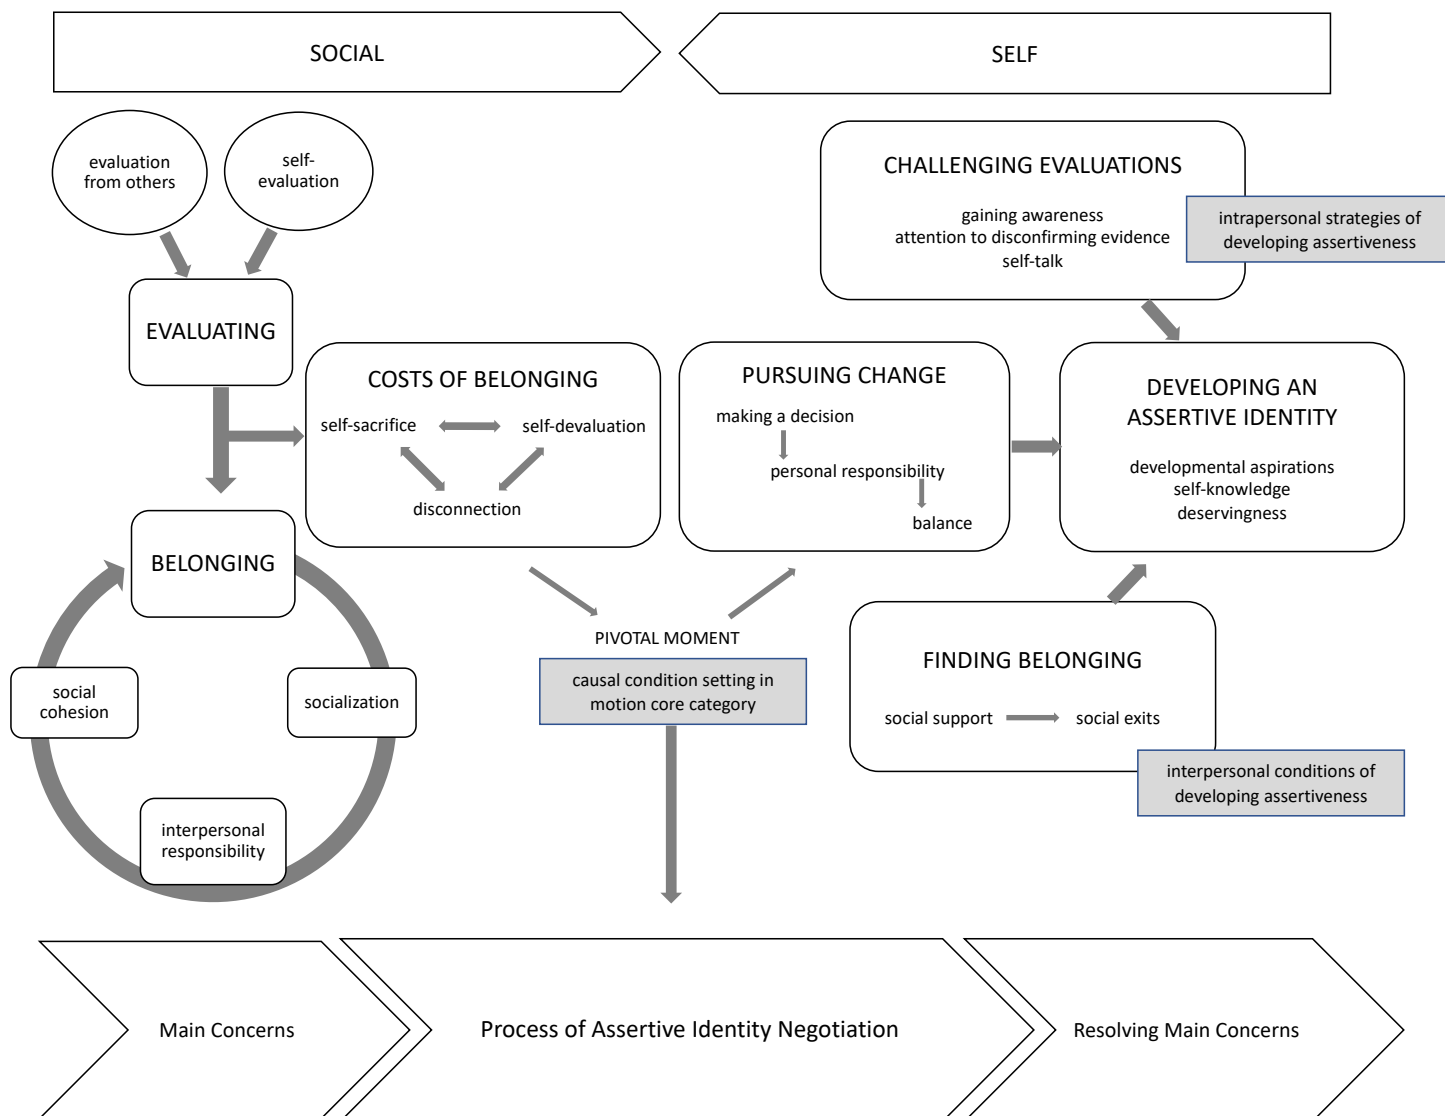 SOCIAL
SELF
evaluation
from others
self-
evaluation
EVALUATING
BELONGING
social
cohesion
socialization
interpersonal
responsibility
COSTS OF BELONGING
self-sacrifice
self-devaluation
disconnection
PIVOTAL MOMENT
causal condition setting in
motion core category
PURSUING CHANGE
making a decision
personal responsibility
balance
CHALLENGING EVALUATIONS
gaining awareness
attention to disconfirming evidence
self-talk
intrapersonal strategies of
developing assertiveness
DEVELOPING AN
ASSERTIVE IDENTITY
developmental aspirations
self-knowledge
deservingness
FINDING BELONGING
social support
social exits
interpersonal conditions of
developing assertiveness
Main Concerns
Process of Assertive Identity Negotiation
Resolving Main Concerns